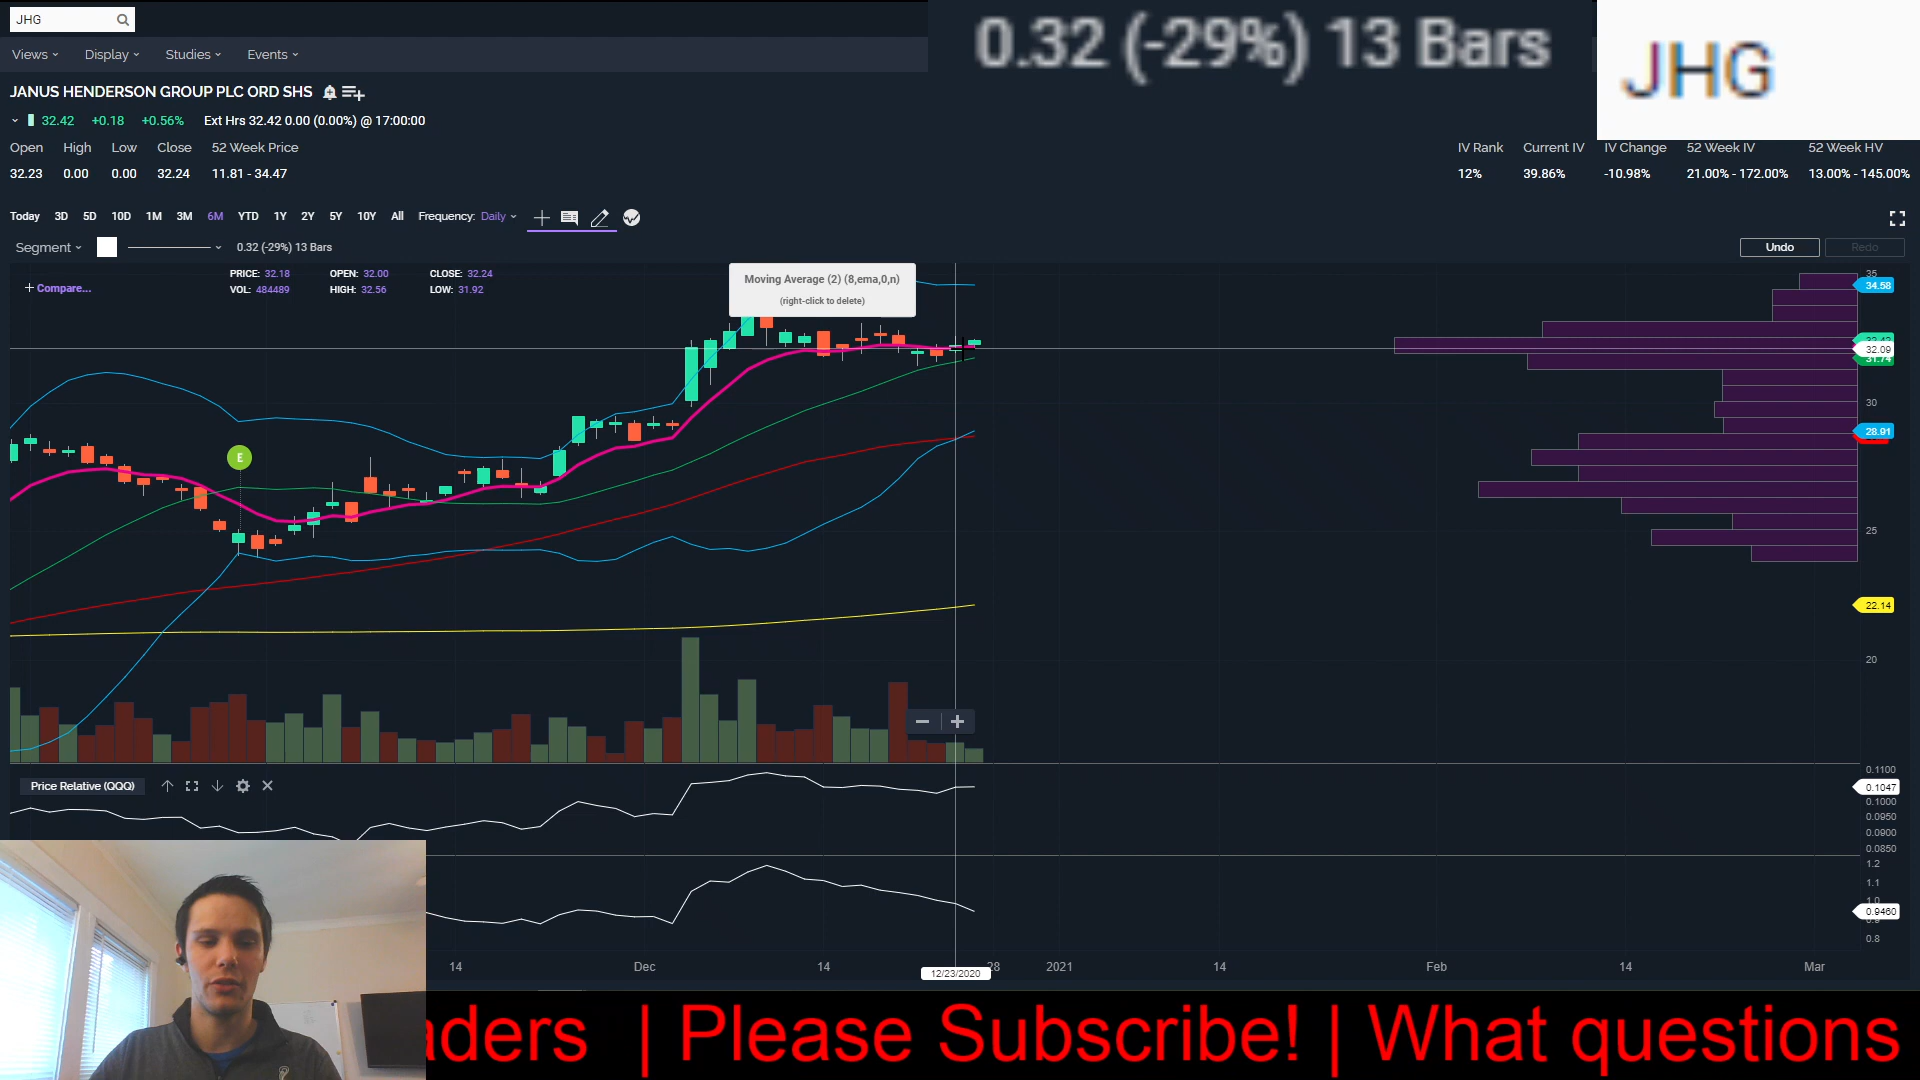 JHG
0.32 (-29%) 13 Bars
JHG
Views Display Studies Events
JANUS HENDERSON GROUP PLC ORD SHS
32.42 +0.18 +0.56% Ext Hrs 32.42 0.00 (0.00%) @ 17:00:00
Open High Low Close 52 Week Price
IV Rank Current IV IV Change 52 Week IV 52 Week HV
32.23 0.00 0.00 32.24 11.81 - 34.47
12% 39.86% -10.98% 21.00% - 172.00% 13.00% - 145.00%
Today 3D 5D 10D 1M 3M 6M YTD 1Y 2Y 5Y 10Y All Frequency: Daily
Segment 0.32 (-29%) 13 Bars
Undo Redo
PRICE: 32.18 OPEN: 32.00 CLOSE: 32.24
VOL: 484489 HIGH: 32.56 LOW: 31.92
+ Compare...
Moving Average (2) (8,ema,0,n)
(right-click to delete)
35
34.58
32.09
31.74
30
28.91
E
25
22.14
20
Price Relative (QQQ)
0.1100
0.1047
0.1000
0.0950
0.0900
0.0850
1.2
1.1
1.0
0.9460
0.8
14 Dec 14 12/23/2020 28 2021 14 Feb 14 Mar
aders | Please Subscribe! | What questions